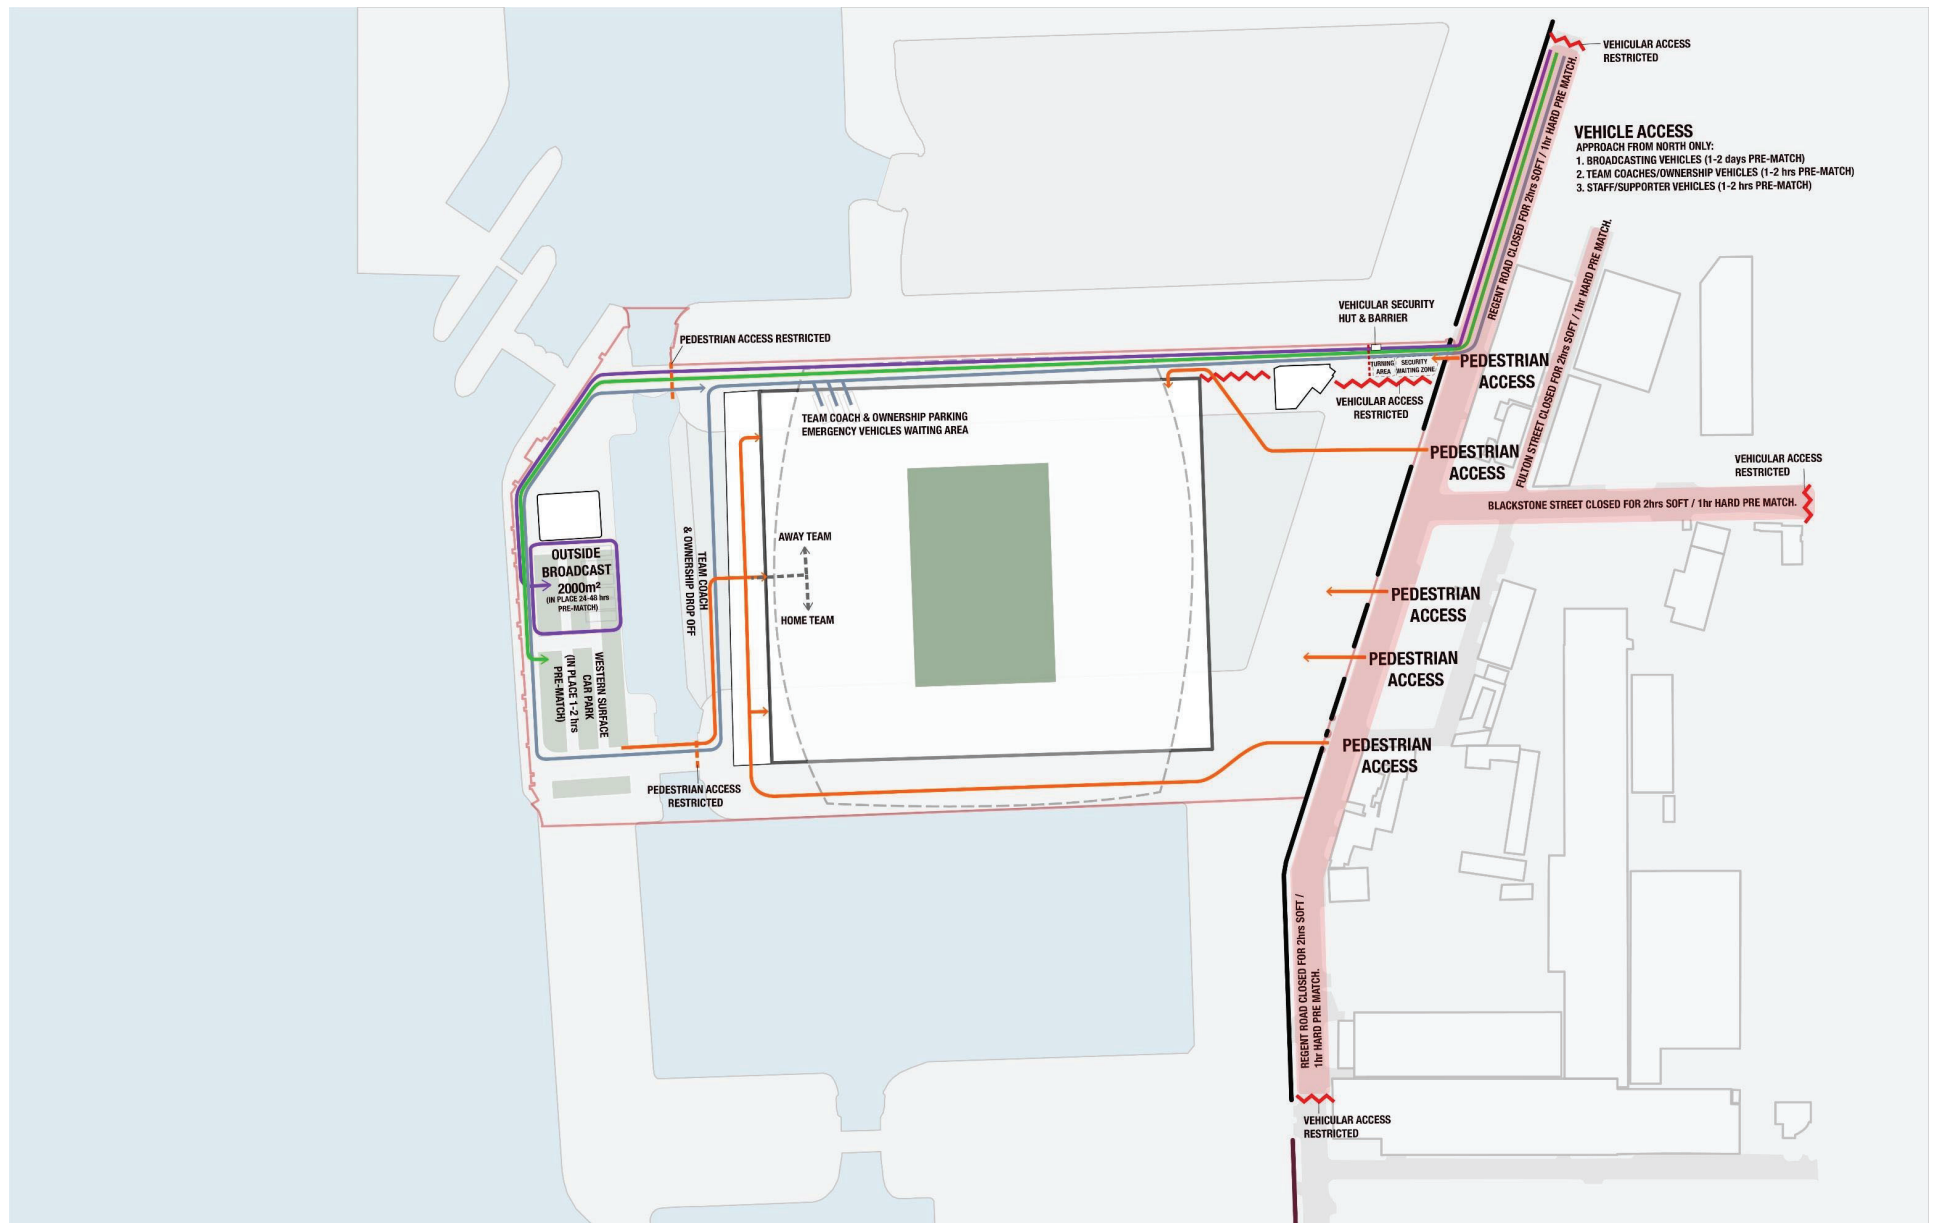 VEHICULAR ACCESS
RESTRICTED
REGENT ROAD CLOSED FOR 2hrs SOFT / 1hr HARD PRE MATCH.
VEHICLE ACCESS
APPROACH FROM NORTH ONLY:
1. BROADCASTING VEHICLES (1-2 days PRE-MATCH)
2. TEAM COACHES/OWNERSHIP VEHICLES (1-2 hrs PRE-MATCH)
3. STAFF/SUPPORTER VEHICLES (1-2 hrs PRE-MATCH)
FULTON STREET CLOSED FOR 2hrs SOFT / 1hr HARD PRE MATCH.
VEHICULAR SECURITY
HUT & BARRIER
PEDESTRIAN ACCESS RESTRICTED
TURNING
AREA
SECURITY
WAITING ZONE
PEDESTRIAN
ACCESS
VEHICULAR ACCESS
RESTRICTED
TEAM COACH & OWNERSHIP PARKING
EMERGENCY VEHICLES WAITING AREA
PEDESTRIAN
ACCESS
VEHICULAR ACCESS
RESTRICTED
BLACKSTONE STREET CLOSED FOR 2hrs SOFT / 1hr HARD PRE MATCH.
OUTSIDE
BROADCAST
2000m²
(IN PLACE 24-48 hrs
PRE-MATCH)
TEAM COACH
& OWNERSHIP DROP OFF
AWAY TEAM
HOME TEAM
PEDESTRIAN
ACCESS
WESTERN SURFACE
CAR PARK
(IN PLACE 1-2 hrs
PRE-MATCH)
PEDESTRIAN
ACCESS
PEDESTRIAN
ACCESS
PEDESTRIAN ACCESS
RESTRICTED
REGENT ROAD CLOSED FOR 2hrs SOFT /
1hr HARD PRE MATCH.
VEHICULAR ACCESS
RESTRICTED